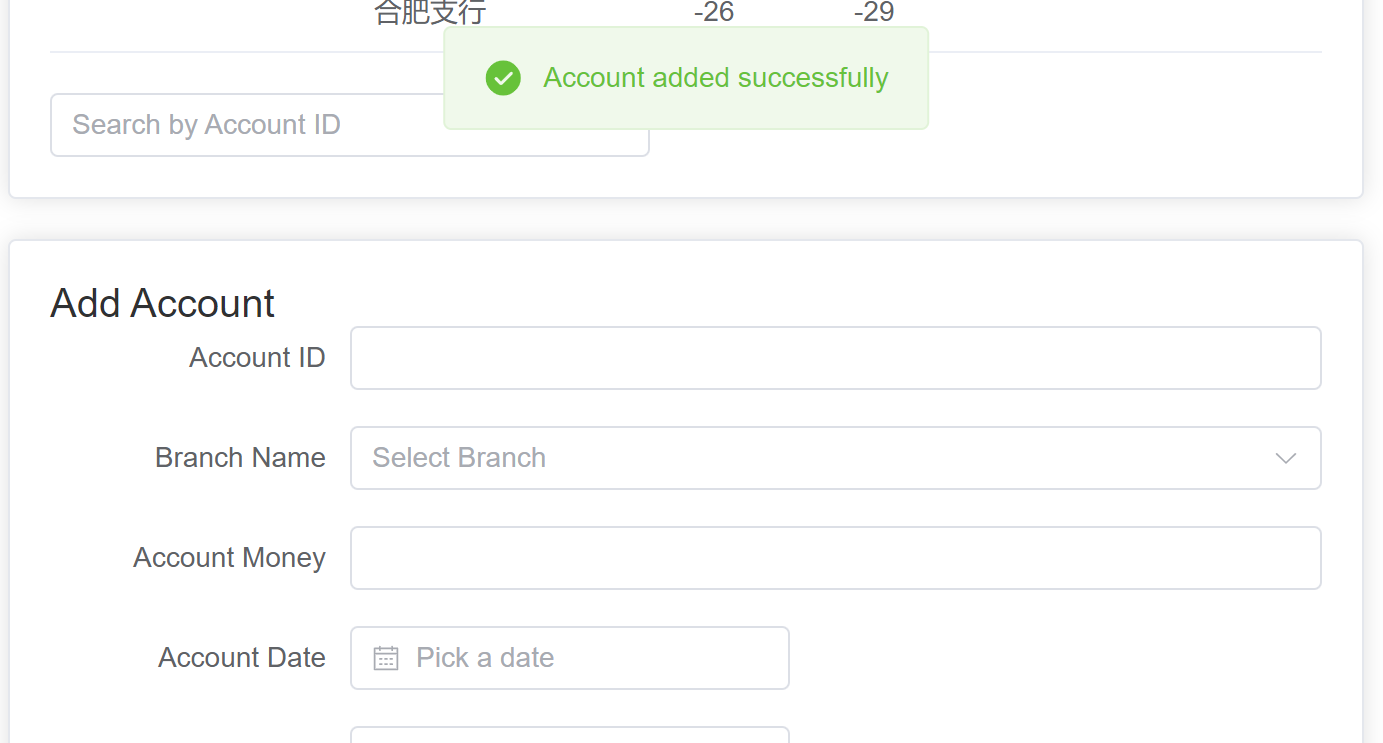 合肥支行 -26 -29
Account added successfully
Search by Account ID
Add Account
Account ID
Branch Name Select Branch
Account Money
Account Date Pick a date